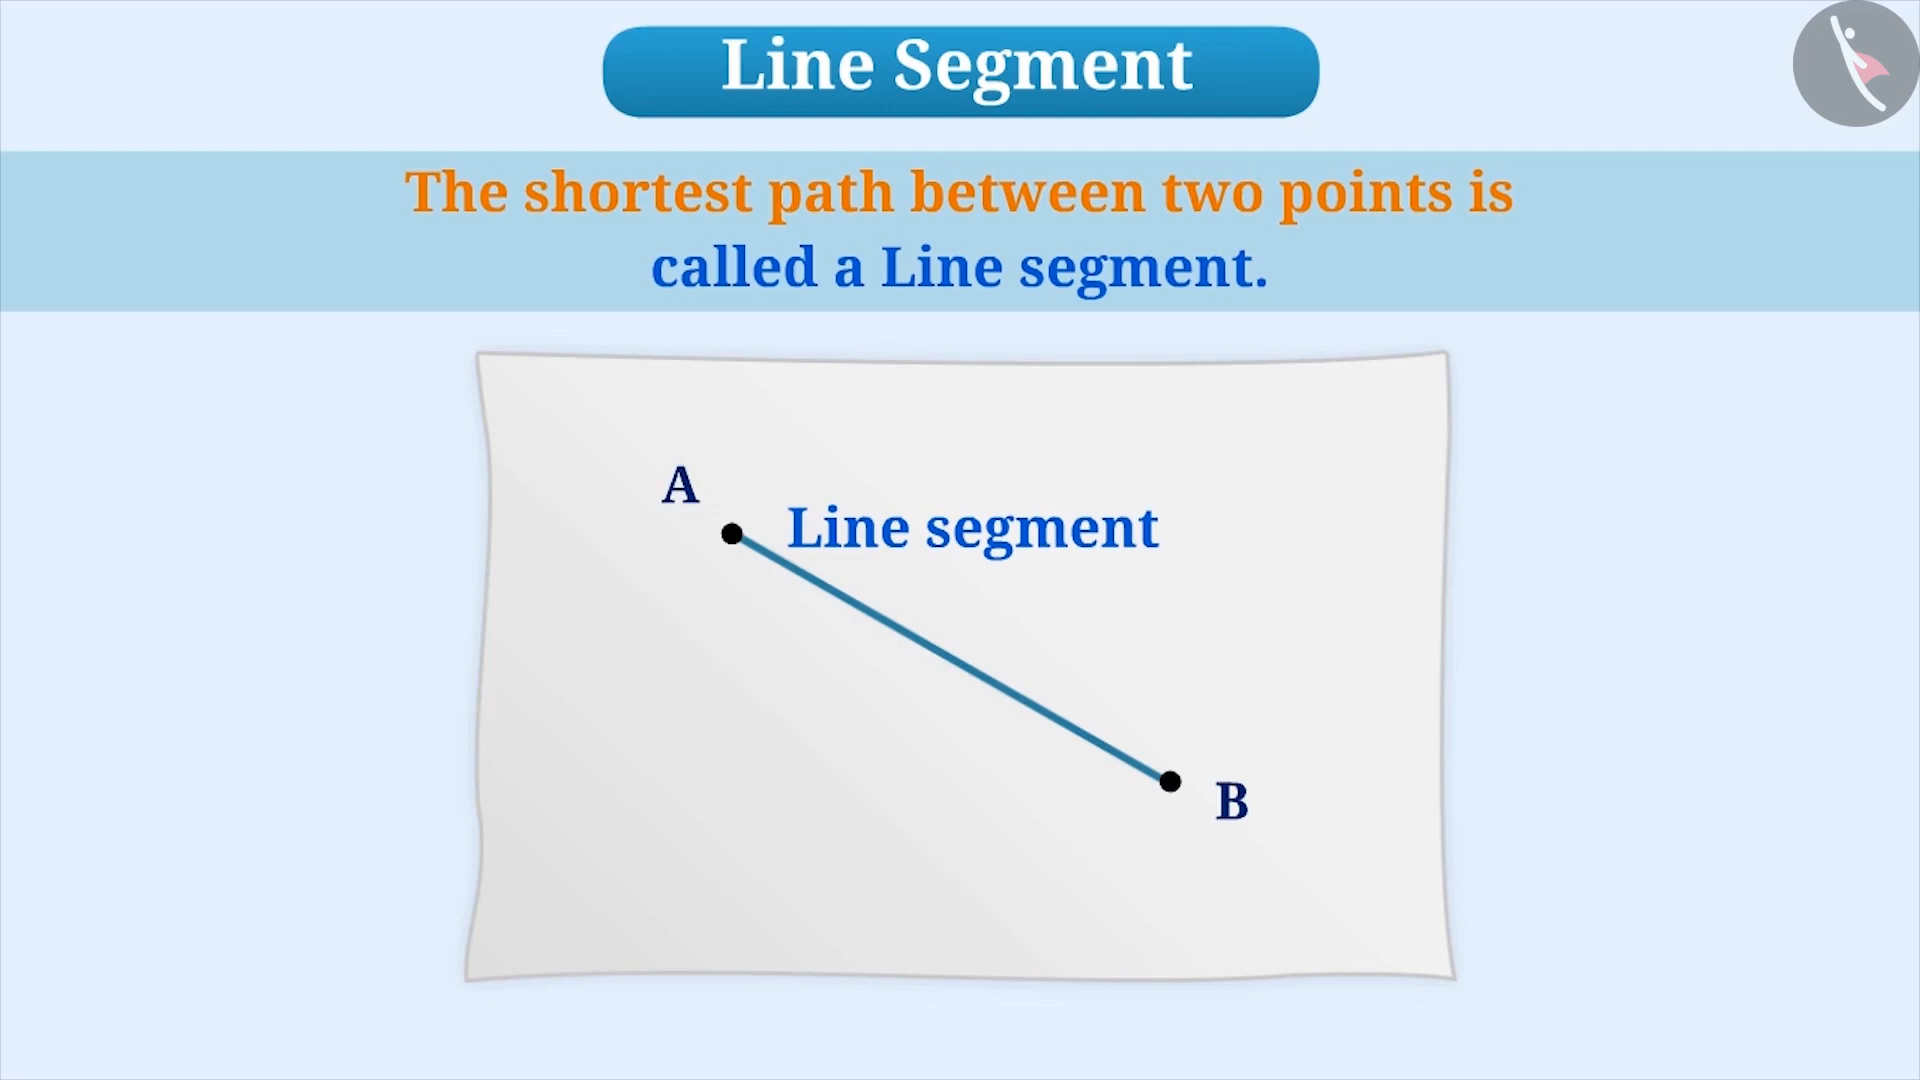 Line Segment
The shortest path between two points is
called a Line segment.
A
Line segment
B